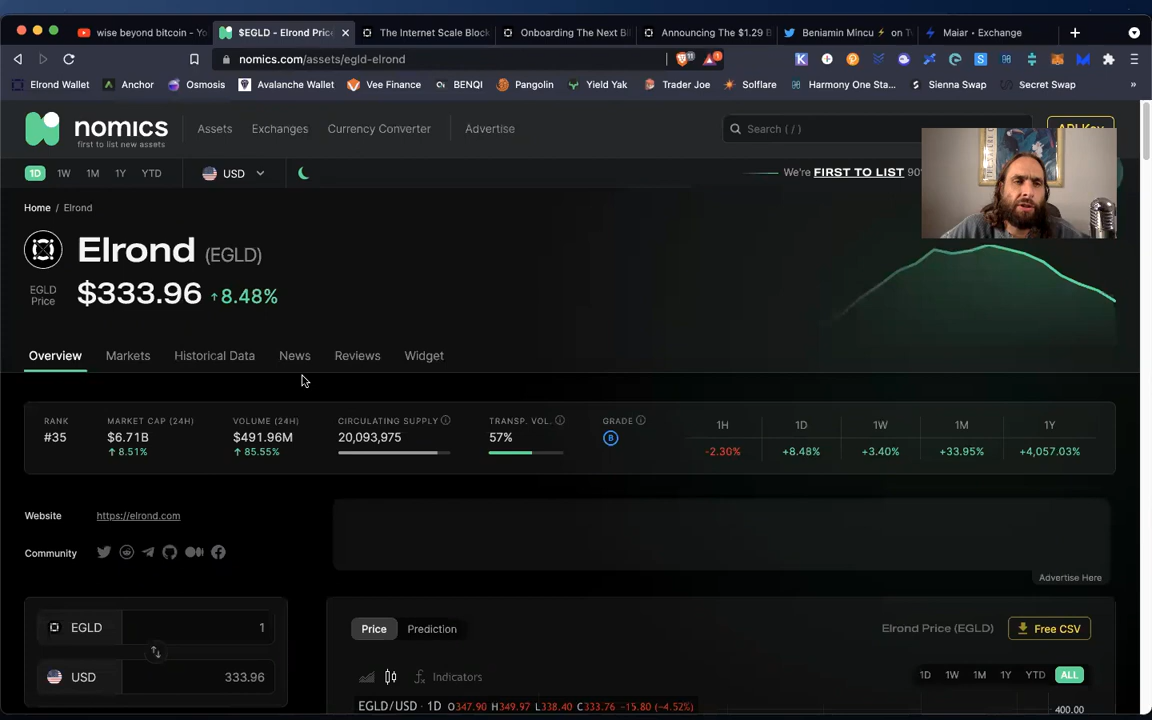 wise beyond bitcoin - Yo
$EGLD - Elrond Pric
The Internet Scale Block
Onboarding The Next Bi
Announcing The $1.29 B
Beniamin Mincu ⚡ on Tw
Maiar • Exchange
nomics.com/assets/egld-elrond
Elrond Wallet
Anchor
Osmosis
Avalanche Wallet
Vee Finance
BENQI
Pangolin
Yield Yak
Trader Joe
Solflare
Harmony One Sta...
Sienna Swap
Secret Swap
nomics
first to list new assets
Assets
Exchanges
Currency Converter
Advertise
Search ( / )
API Key
1D 1W 1M 1Y YTD
USD
We're FIRST TO LIST 90
Home / Elrond
Elrond (EGLD)
EGLD Price
$333.96 ↑8.48%
Overview
Markets
Historical Data
News
Reviews
Widget
RANK
#35
MARKET CAP (24H)
$6.71B
↑ 8.51%
VOLUME (24H)
$491.96M
↑ 85.55%
CIRCULATING SUPPLY
20,093,975
TRANSP. VOL.
57%
GRADE
B
1H 1D 1W 1M 1Y
-2.30% +8.48% +3.40% +33.95% +4,057.03%
Website https://elrond.com
Community
Advertise Here
EGLD 1
USD 333.96
Price
Prediction
Elrond Price (EGLD)
Free CSV
Indicators
1D 1W 1M 1Y YTD ALL
EGLD/USD · 1D O347.90 H349.97 L338.40 C333.76 -15.80 (-4.52%)
400.00